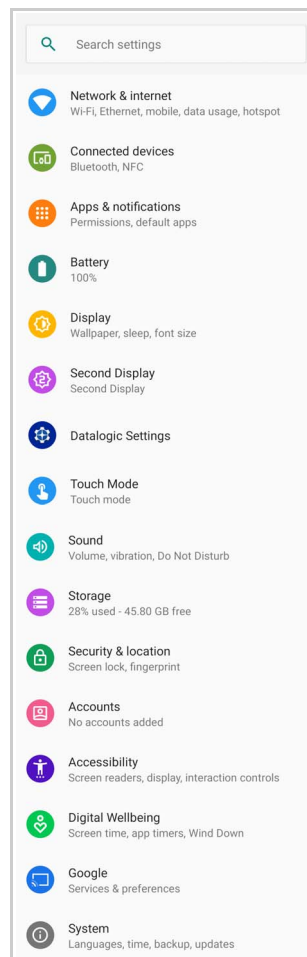 Search settings
Network & internet
Wi-Fi, Ethernet, mobile, data usage, hotspot
Connected devices
Bluetooth, NFC
Apps & notifications
Permissions, default apps
Battery
100%
Display
Wallpaper, sleep, font size
Second Display
Second Display
Datalogic Settings
Touch Mode
Touch mode
Sound
Volume, vibration, Do Not Disturb
Storage
28% used - 45.80 GB free
Security & location
Screen lock, fingerprint
Accounts
No accounts added
Accessibility
Screen readers, display, interaction controls
Digital Wellbeing
Screen time, app timers, Wind Down
Google
Services & preferences
System
Languages, time, backup, updates